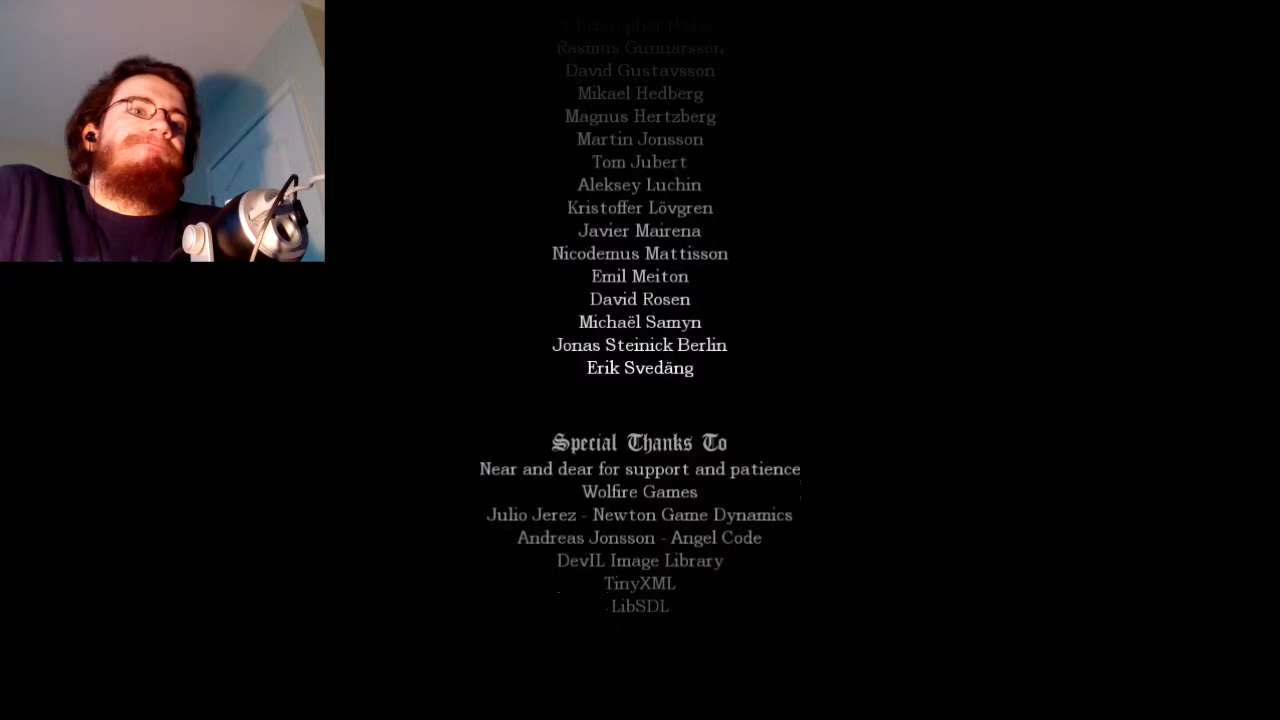 Rasmus Gunnarsson
David Gustavsson
Mikael Hedberg
Magnus Hertzberg
Martin Jonsson
Tom Jubert
Aleksey Luchin
Kristoffer Lövgren
Javier Mairena
Nicodemus Mattisson
Emil Meiton
David Rosen
Michaël Samyn
Jonas Steinick Berlin
Erik Svedäng
Special Thanks To
Near and dear for support and patience
Wolfire Games
Julio Jerez - Newton Game Dynamics
Andreas Jonsson - Angel Code
DevIL Image Library
TinyXML
LibSDL